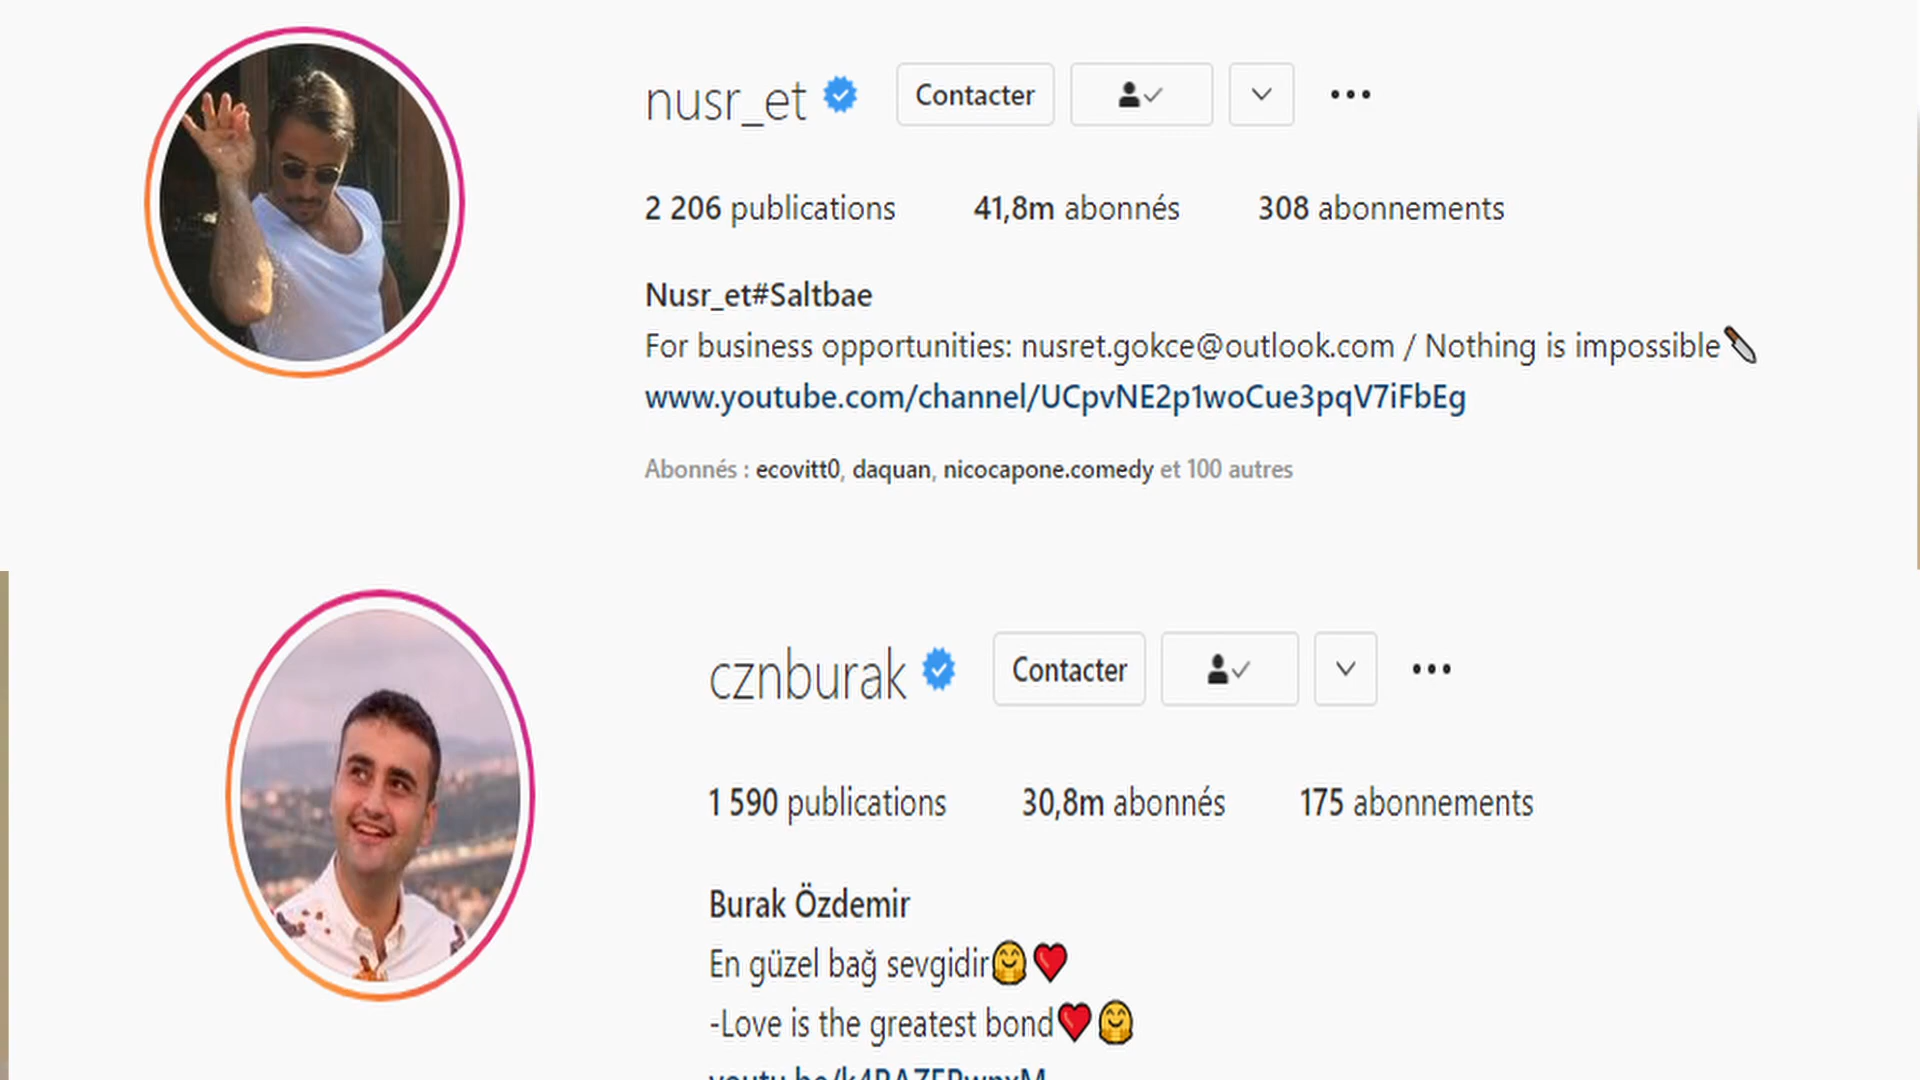 nusr_et Contacter
2 206 publications 41,8m abonnés 308 abonnements
Nusr_et#Saltbae
For business opportunities: nusret.gokce@outlook.com / Nothing is impossible🔪
www.youtube.com/channel/UCpvNE2p1woCue3pqV7iFbEg
Abonnés : ecovitt0, daquan, nicocapone.comedy et 100 autres
cznburak Contacter
1 590 publications 30,8m abonnés 175 abonnements
Burak Özdemir
En güzel bağ sevgidir🤗❤️
-Love is the greatest bond❤️🤗